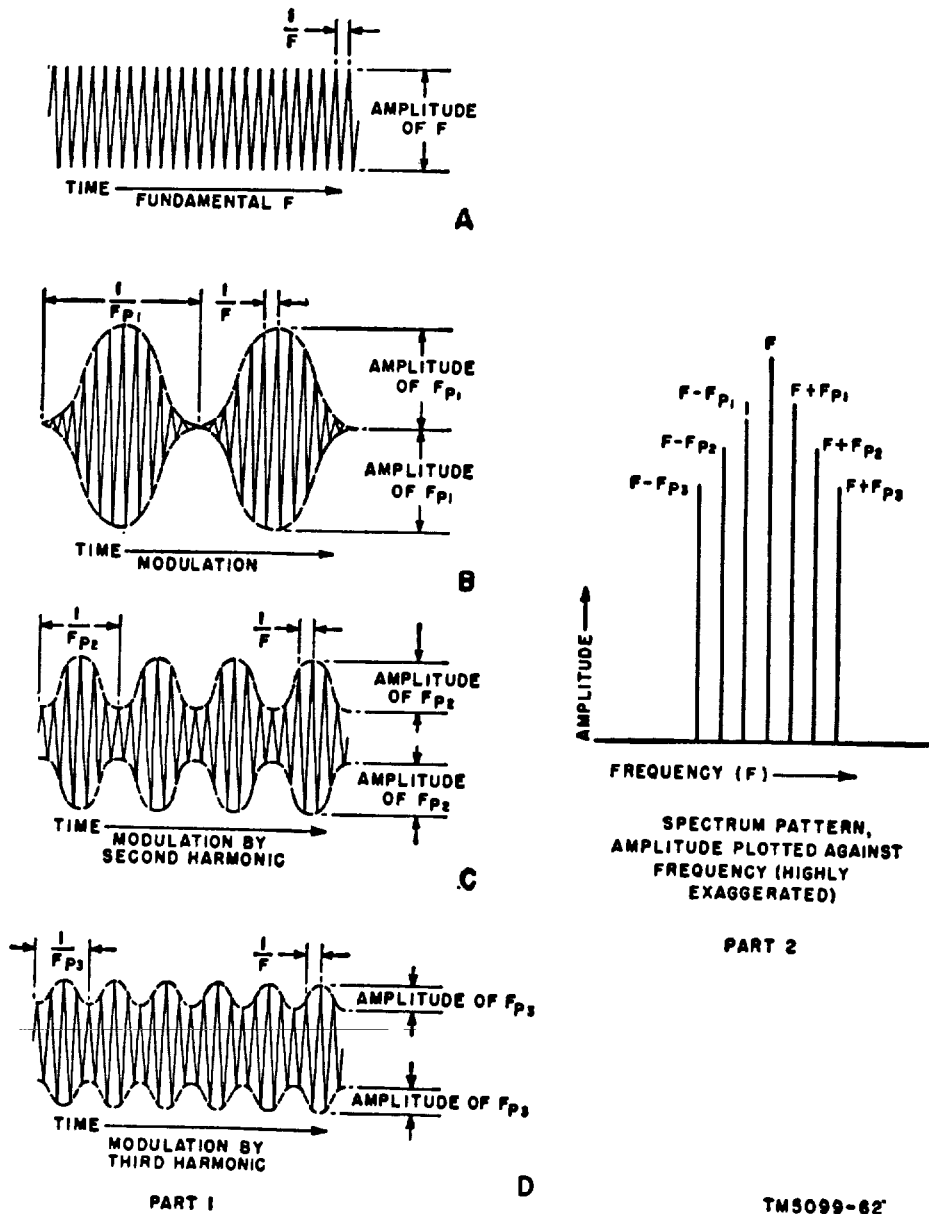 1
F
AMPLITUDE
OF F
TIME
FUNDAMENTAL F
A
1
FP1
1
F
AMPLITUDE
OF FP1
AMPLITUDE
OF FP1
TIME
MODULATION
B
1
FP2
1
F
AMPLITUDE
OF FP2
AMPLITUDE
OF FP2
TIME
MODULATION BY
SECOND HARMONIC
C
1
FP3
1
F
AMPLITUDE OF FP3
AMPLITUDE OF FP3
TIME
MODULATION BY
THIRD HARMONIC
D
PART 1
F
F-FP1
F+FP1
F-FP2
F+FP2
F-FP3
F+FP3
AMPLITUDE
FREQUENCY (F)
SPECTRUM PATTERN,
AMPLITUDE PLOTTED AGAINST
FREQUENCY (HIGHLY
EXAGGERATED)
PART 2
TM5099-62